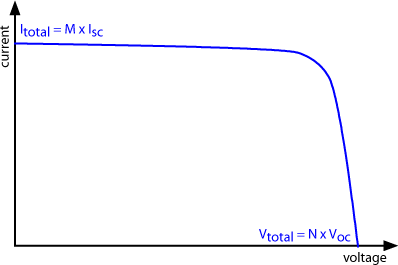 current
Itotal = M x Isc
Vtotal = N x Voc
voltage